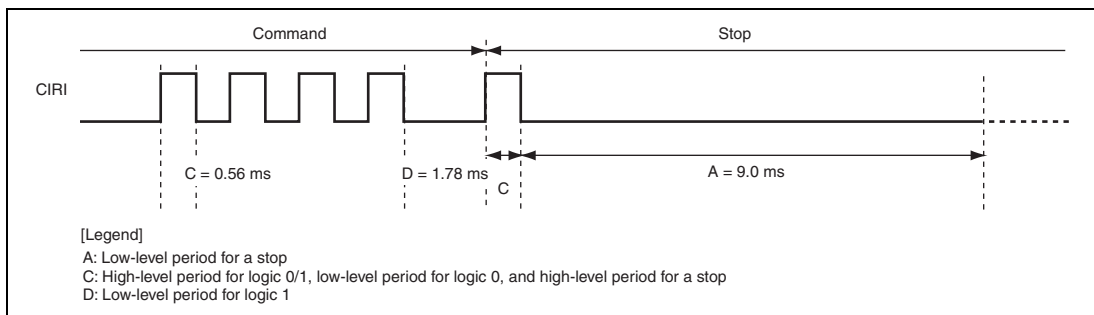 Command
Stop
CIRI
C = 0.56 ms
D = 1.78 ms
C
A = 9.0 ms
[Legend]
A: Low-level period for a stop
C: High-level period for logic 0/1, low-level period for logic 0, and high-level period for a stop
D: Low-level period for logic 1